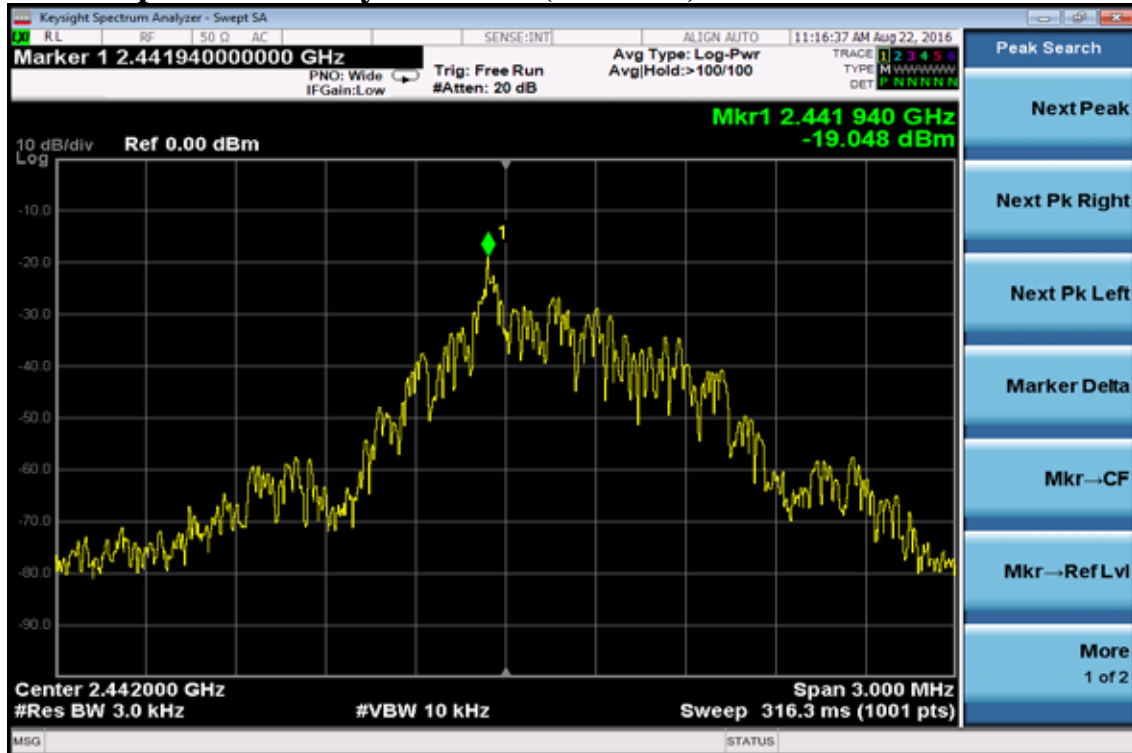 Keysight Spectrum Analyzer - Swept SA
RL RF 50 Ω AC SENSE:INT ALIGN AUTO 11:16:37 AM Aug 22, 2016
Marker 1 2.441940000000 GHz
PNO: Wide
IFGain:Low
Trig: Free Run
#Atten: 20 dB
Avg Type: Log-Pwr
Avg|Hold:>100/100
TRACE 1 2 3 4 5 6
TYPE M WWWWW
DET P N N N N N
Mkr1 2.441 940 GHz
-19.048 dBm
10 dB/div Ref 0.00 dBm
Log
1
-10.0
-20.0
-30.0
-40.0
-50.0
-60.0
-70.0
-80.0
-90.0
Center 2.442000 GHz
Span 3.000 MHz
#Res BW 3.0 kHz
#VBW 10 kHz
Sweep 316.3 ms (1001 pts)
MSG
STATUS
Peak Search
Next Peak
Next Pk Right
Next Pk Left
Marker Delta
Mkr→CF
Mkr→Ref Lvl
More
1 of 2